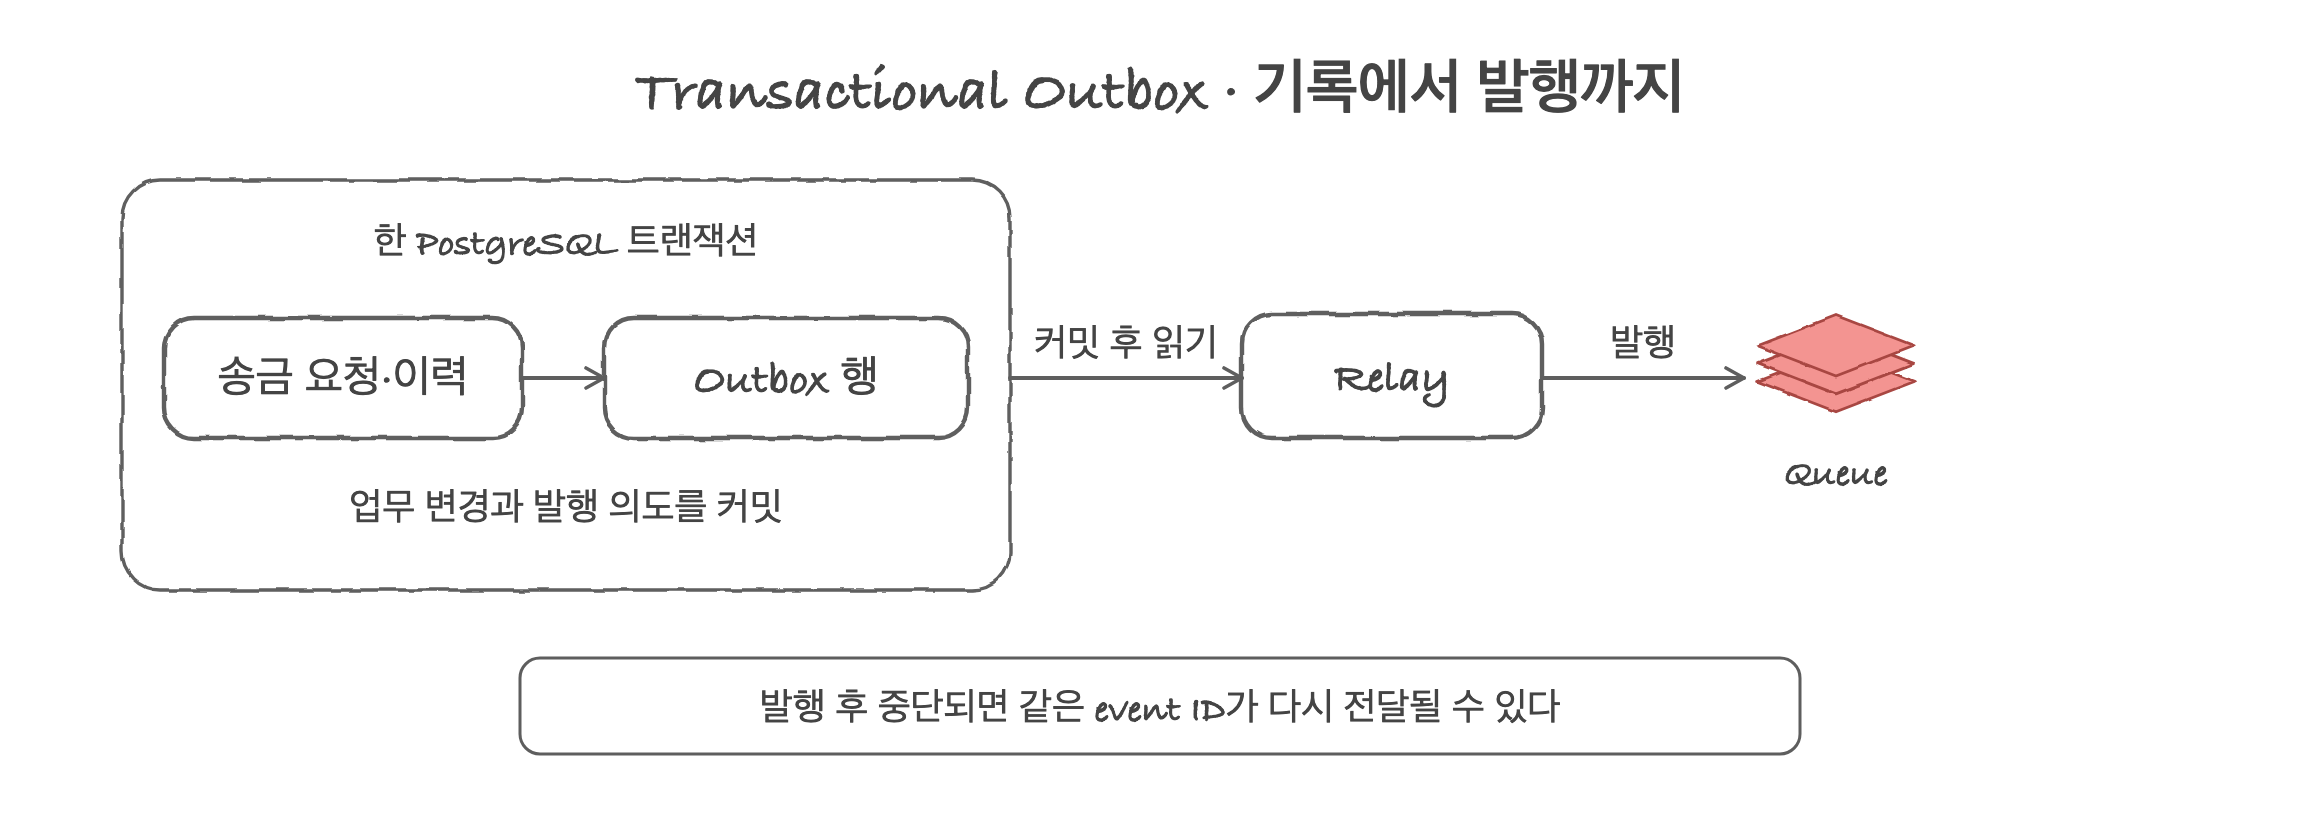 Transactional Outbox · 기록에서 발행까지
한 PostgreSQL 트랜잭션
송금 요청·이력
Outbox 행
업무 변경과 발행 의도를 커밋
커밋 후 읽기
Relay
발행
Queue
발행 후 중단되면 같은 event ID가 다시 전달될 수 있다